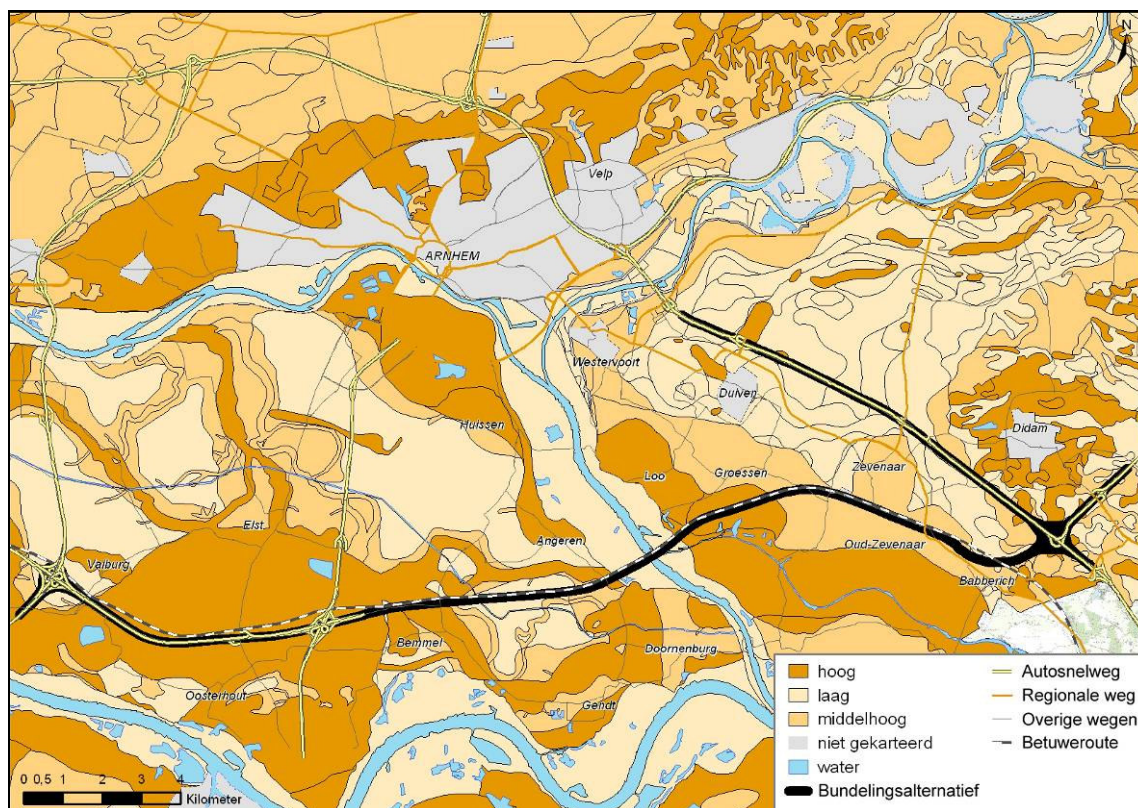 N
Velp
ARNHEM
Westervoort
Duiven
Didam
Huissen
Loo
Groessen
Zevenaar
Elst
Angeren
Oud-Zevenaar
Valburg
Babberich
Bemmel
Doornenburg
Oosterhout
Gendt
hoog
laag
middelhoog
niet gekarteerd
water
Bundelingsalternatief
Autosnelweg
Regionale weg
Overige wegen
Betuweroute
0 0,5 1 2 3 4
Kilometer